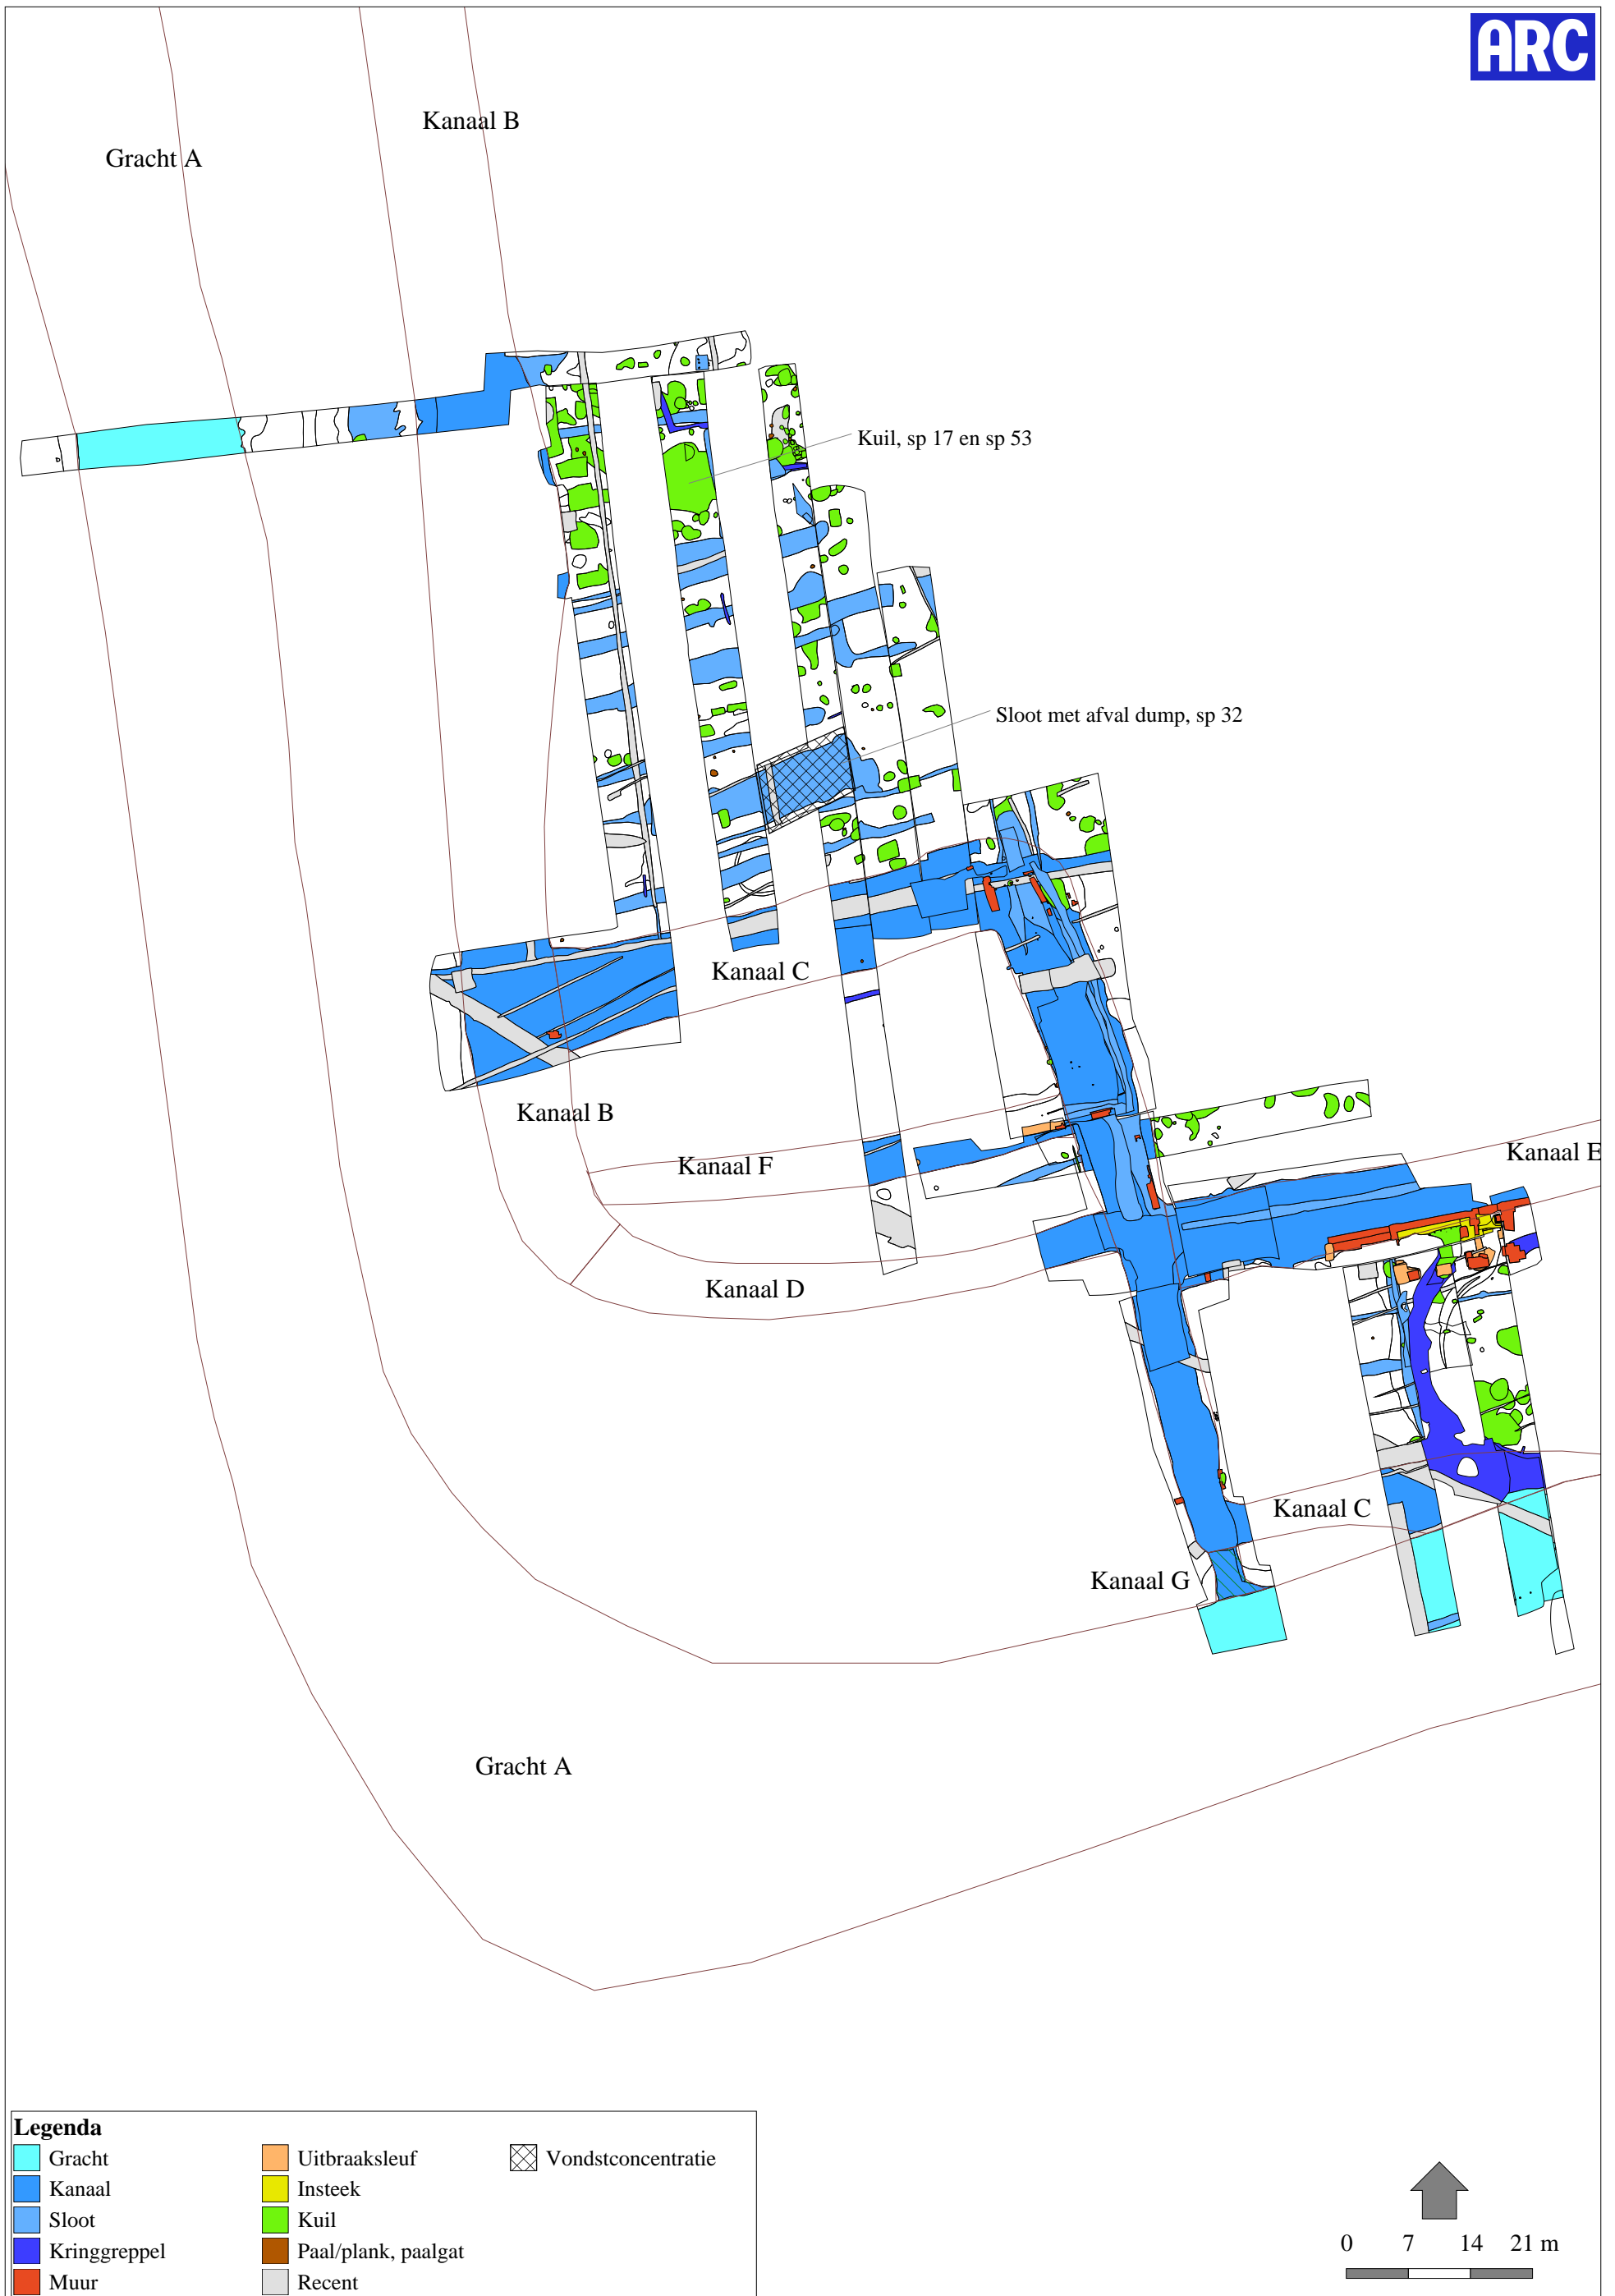 ARC
Kanaal B
Gracht A
Kuil, sp 17 en sp 53
Sloot met afval dump, sp 32
Kanaal C
Kanaal B
Kanaal F
Kanaal E
Kanaal D
Kanaal C
Kanaal G
Gracht A
Legenda
Gracht
Kanaal
Sloot
Kringgreppel
Muur
Uitbraaksleuf
Insteek
Kuil
Paal/plank, paalgat
Recent
Vondstconcentratie
0 7 14 21 m